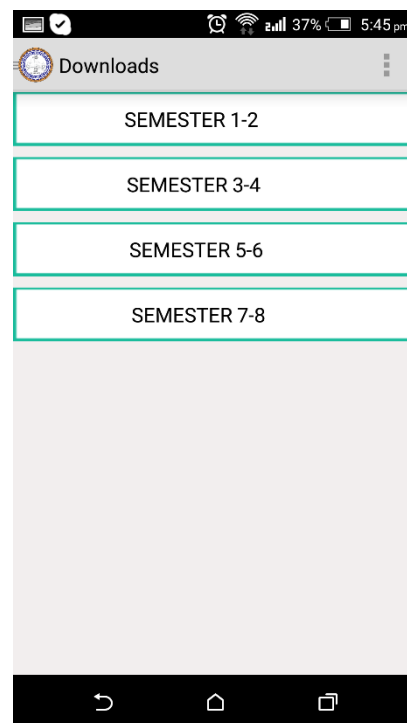 37% 5:45 pm
Downloads
SEMESTER 1-2
SEMESTER 3-4
SEMESTER 5-6
SEMESTER 7-8